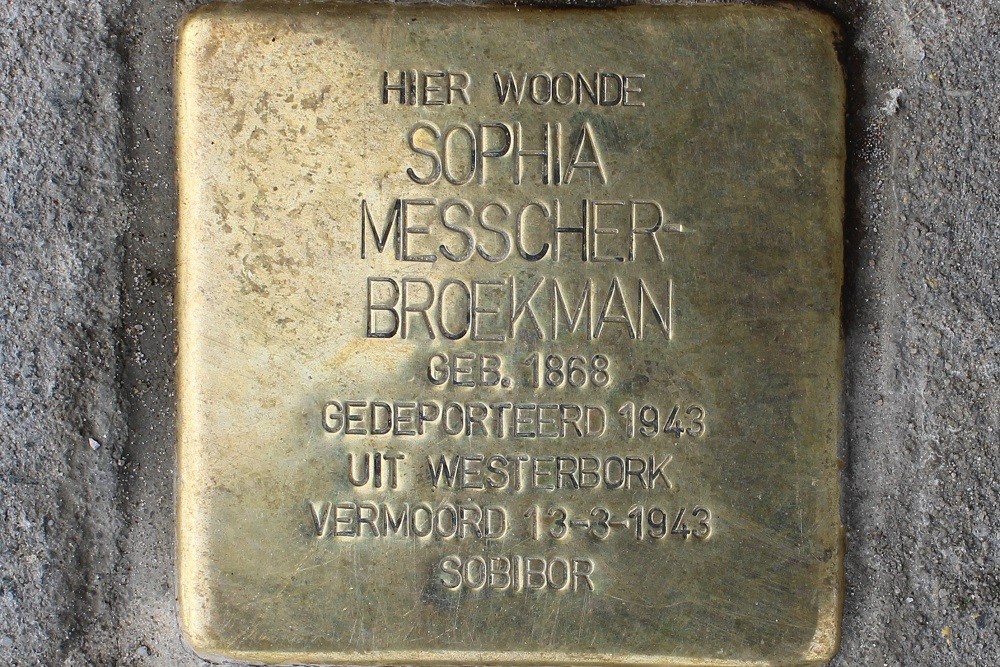 HIER WOONDE
SOPHIA
MESSCHER-
BROEKMAN
GEB. 1868
GEDEPORTEERD 1943
UIT WESTERBORK
VERMOORD 13-3-1943
SOBIBOR